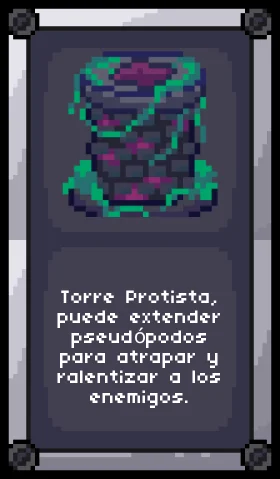 Torre Protista,
puede extender
pseudópodos
para atrapar y
ralentizar a los
enemigos.